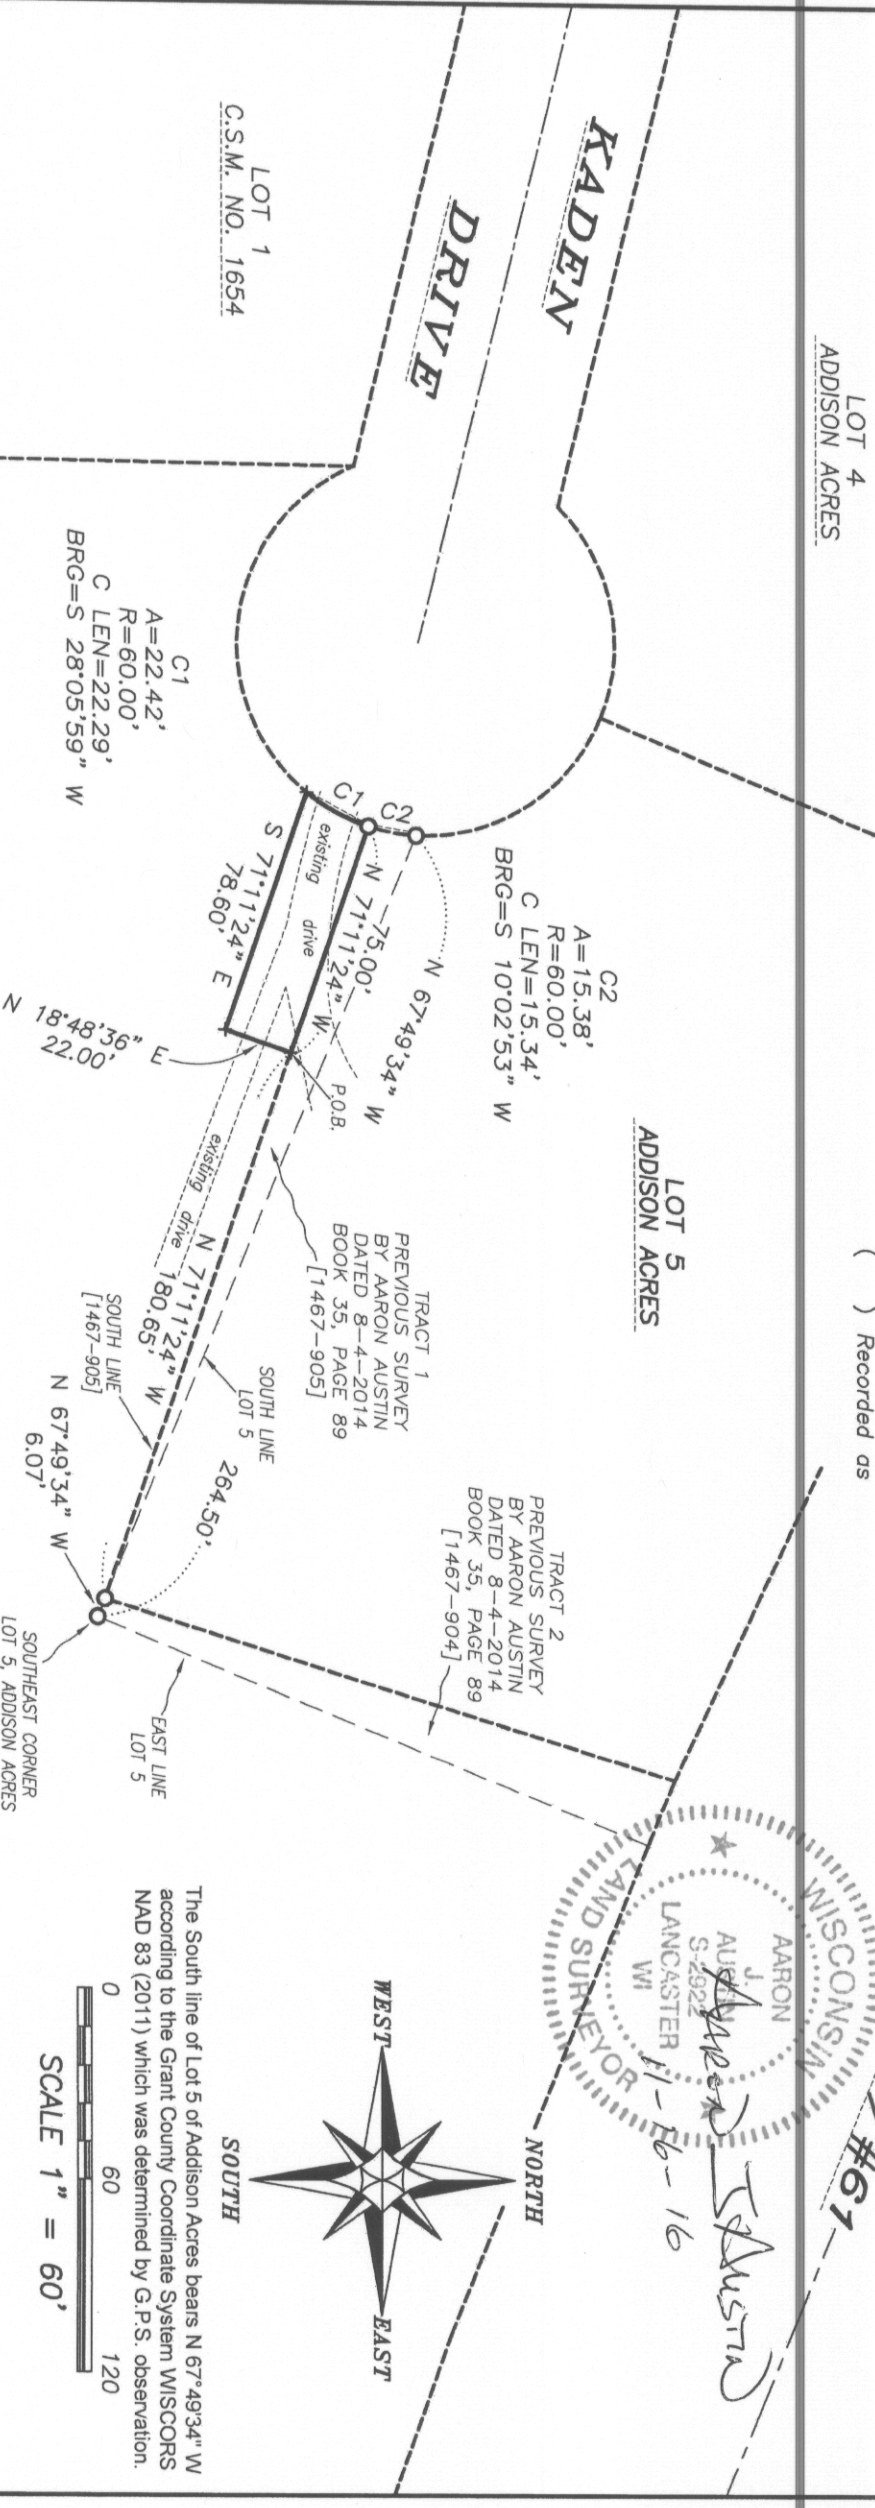 LOT 4
ADDISON ACRES
( ) Recorded as
KADEN
DRIVE
LOT 1
C.S.M. NO. 1654
C1
A=22.42'
R=60.00'
C LEN=22.29'
BRG=S 28°05'59" W
C2
A=15.38'
R=60.00'
C LEN=15.34'
BRG=S 10°02'53" W
C1
C2
existing drive
N 67°49'34" W
75.00'
N 71°11'24" W
S 71°11'24" E
78.60'
N 18°48'36" E
22.00'
P.O.B.
LOT 5
ADDISON ACRES
TRACT 1
PREVIOUS SURVEY
BY AARON AUSTIN
DATED 8-4-2014
BOOK 35, PAGE 89
[1467-905]
existing drive
N 71°11'24" W
180.65'
SOUTH LINE
[1467-905]
SOUTH LINE
LOT 5
264.50'
N 67°49'34" W
6.07'
TRACT 2
PREVIOUS SURVEY
BY AARON AUSTIN
DATED 8-4-2014
BOOK 35, PAGE 89
[1467-904]
EAST LINE
LOT 5
SOUTHEAST CORNER
LOT 5, ADDISON ACRES
WISCONSIN
AARON
J.
AUSTIN
S-2922
LANCASTER
WI
LAND SURVEYOR
Aaron J Austin
11-16-16
#61
NORTH
WEST
EAST
SOUTH
The South line of Lot 5 of Addison Acres bears N 67°49'34" W
according to the Grant County Coordinate System WISCORS
NAD 83 (2011) which was determined by G.P.S. observation.
0 60 120
SCALE 1" = 60'